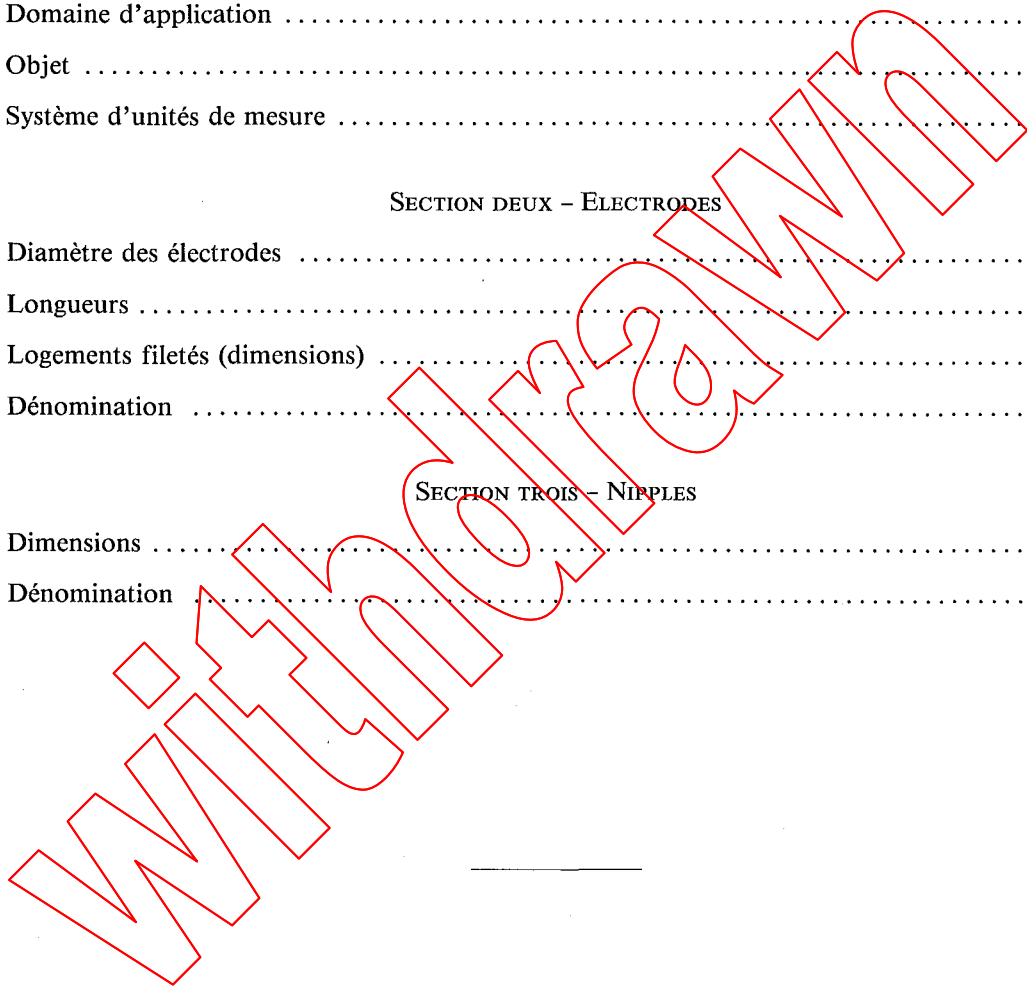 Domaine d'application ........................................
Objet ........................................
Système d'unités de mesure ........................................
SECTION DEUX – ELECTRODES
Diamètre des électrodes ........................................
Longueurs ........................................
Logements filetés (dimensions) ........................................
Dénomination ........................................
SECTION TROIS – NIPPLES
Dimensions ........................................
Dénomination ........................................
withdrawn